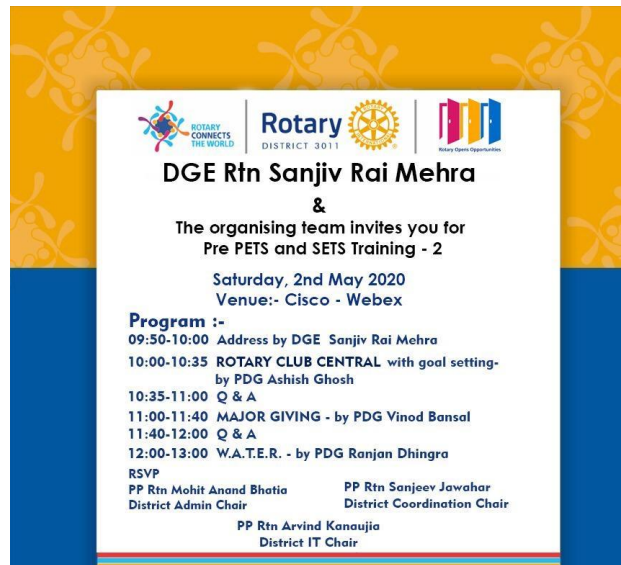 ROTARY
CONNECTS
THE WORLD
Rotary
DISTRICT 3011
Rotary Opens Opportunities
DGE Rtn Sanjiv Rai Mehra
&
The organising team invites you for
Pre PETS and SETS Training - 2
Saturday, 2nd May 2020
Venue:- Cisco - Webex
Program :-
09:50-10:00 Address by DGE Sanjiv Rai Mehra
10:00-10:35 ROTARY CLUB CENTRAL with goal setting-
by PDG Ashish Ghosh
10:35-11:00 Q & A
11:00-11:40 MAJOR GIVING - by PDG Vinod Bansal
11:40-12:00 Q & A
12:00-13:00 W.A.T.E.R. - by PDG Ranjan Dhingra
RSVP
PP Rtn Mohit Anand Bhatia
District Admin Chair
PP Rtn Sanjeev Jawahar
District Coordination Chair
PP Rtn Arvind Kanaujia
District IT Chair